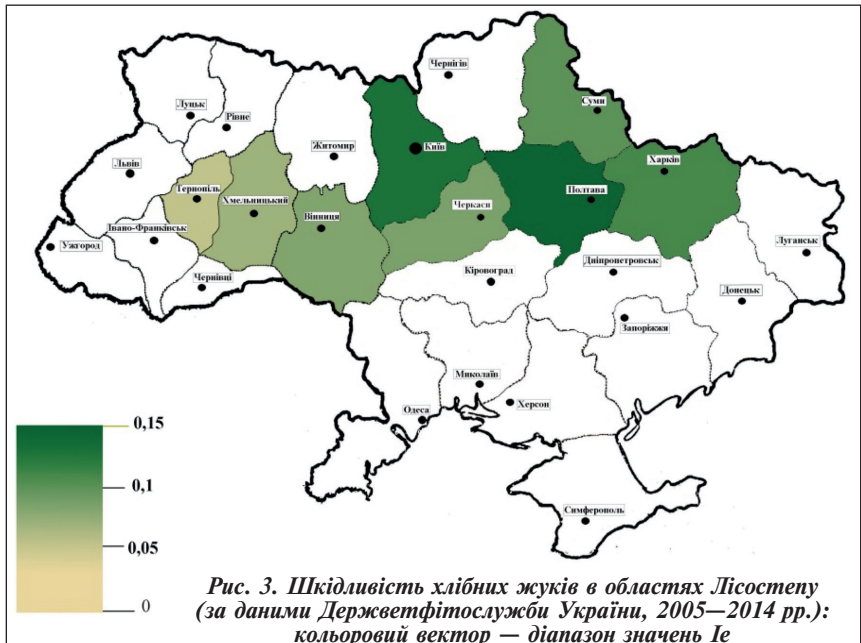 Чернігів
Суми
Луцьк
Рівне
Житомир
Київ
Харків
Львів
Тернопіль
Хмельницький
Полтава
Черкаси
Вінниця
Івано-Франківськ
Ужгород
Луганськ
Дніпропетровськ
Кіровоград
Чернівці
Донецьк
Запоріжжя
Миколаїв
Херсон
Одеса
Симферополь
0,15
0,1
0,05
0
Рис. 3. Шкідливість хлібних жуків в областях Лісостепу
(за даними Держветфітослужби України, 2005—2014 рр.):
кольоровий вектор — діапазон значень Іе